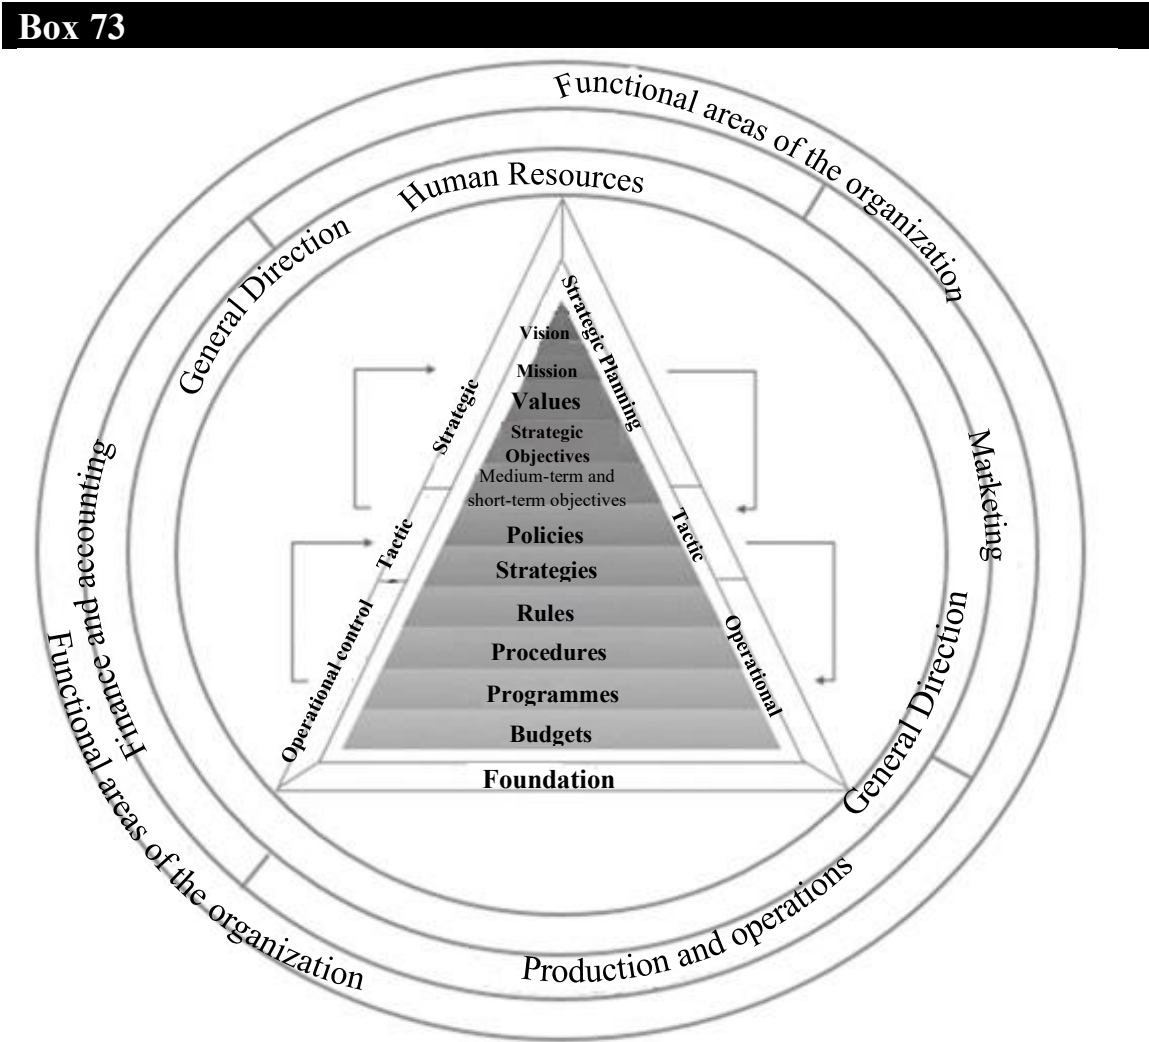 Box 73
Functional areas of the organization
Human Resources
General Direction
Strategic Planning
Vision
Mission
Strategic
Values
Strategic
Objectives
Medium-term and
short-term objectives
Marketing
Finance and accounting
Tactic
Tactic
Policies
Strategies
Rules
Procedures
Programmes
Budgets
Operational control
Operational
Foundation
General Direction
Functional areas of the organization
Production and operations